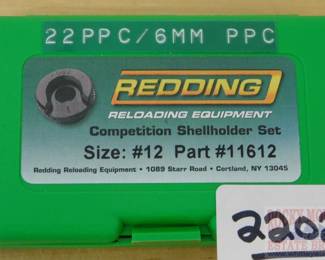 22PPC/6MM PPC
REDDING
RELOADING EQUIPMENT
Competition Shellholder Set
Size: #12 Part #11612
Redding Reloading Equipment • 1089 Starr Road • Cortland, NY 13045